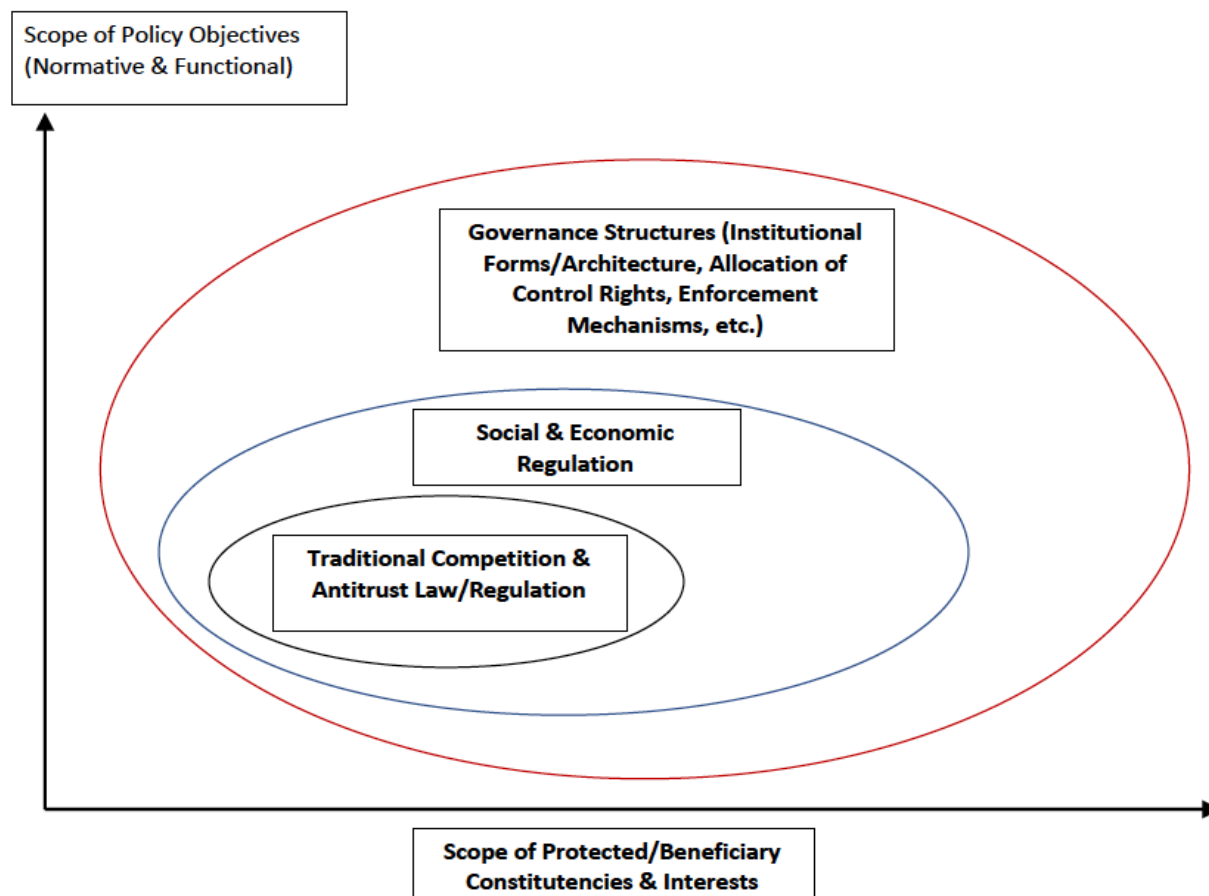 Scope of Policy Objectives
(Normative & Functional)
Governance Structures (Institutional
Forms/Architecture, Allocation of
Control Rights, Enforcement
Mechanisms, etc.)
Social & Economic
Regulation
Traditional Competition &
Antitrust Law/Regulation
Scope of Protected/Beneficiary
Constitutencies & Interests